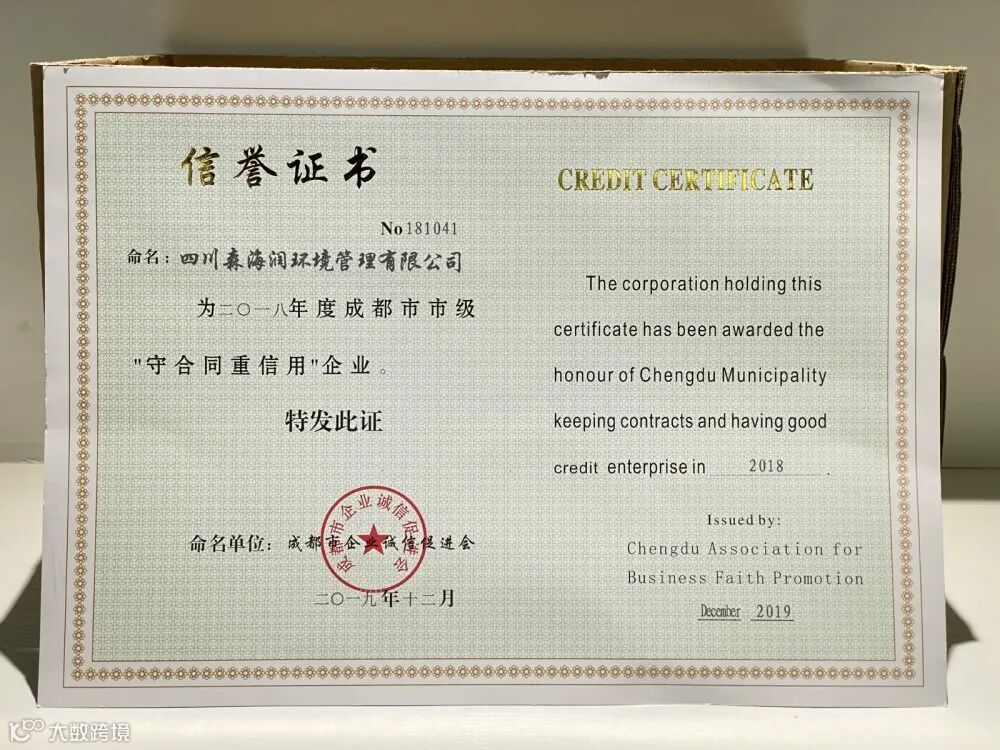 信誉证书
No 181041
命名：四川森海润环境管理有限公司
为二〇一八年度成都市市级
"守合同重信用"企业。
特发此证
命名单位：成都市企业诚信促进会
成都市企业诚信促进会
二〇一九年十二月
CREDIT CERTIFICATE
The corporation holding this
certificate has been awarded the
honour of Chengdu Municipality
keeping contracts and having good
credit enterprise in 2018 .
Issued by:
Chengdu Association for
Business Faith Promotion
December 2019
大数跨境